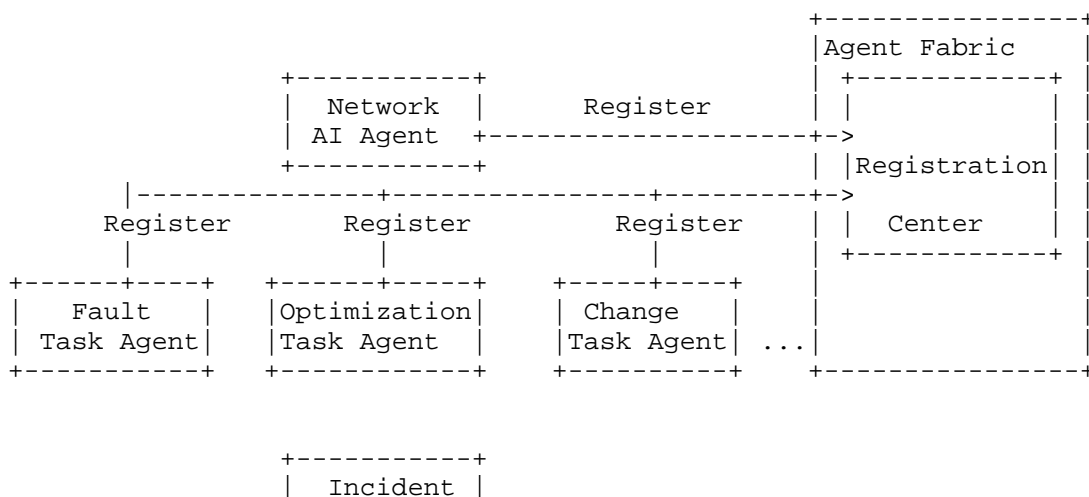 Agent Fabric
Network Register
AI Agent
Registration
Register Register Register Center
Fault Optimization Change
Task Agent Task Agent Task Agent ...
Incident